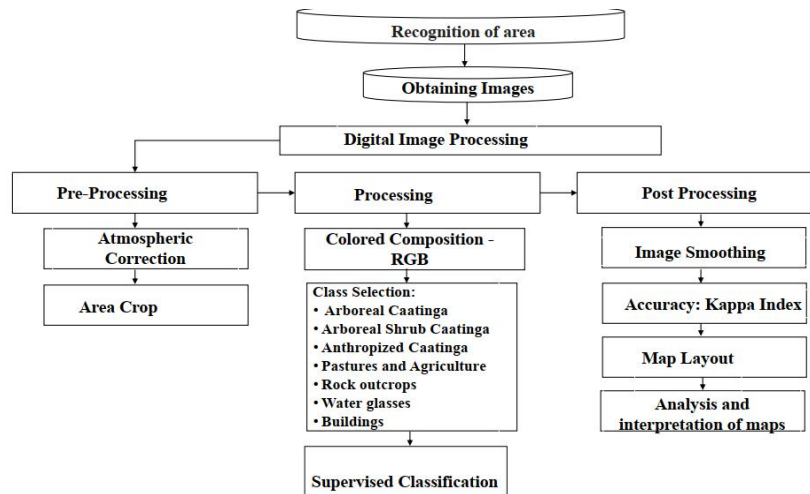 Recognition of area
Obtaining Images
Digital Image Processing
Pre-Processing
Atmospheric
Correction
Area Crop
Processing
Colored Composition -
RGB
Class Selection:
• Arboreal Caatinga
• Arboreal Shrub Caatinga
• Anthropized Caatinga
• Pastures and Agriculture
• Rock outcrops
• Water glasses
• Buildings
Supervised Classification
Post Processing
Image Smoothing
Accuracy: Kappa Index
Map Layout
Analysis and
interpretation of maps